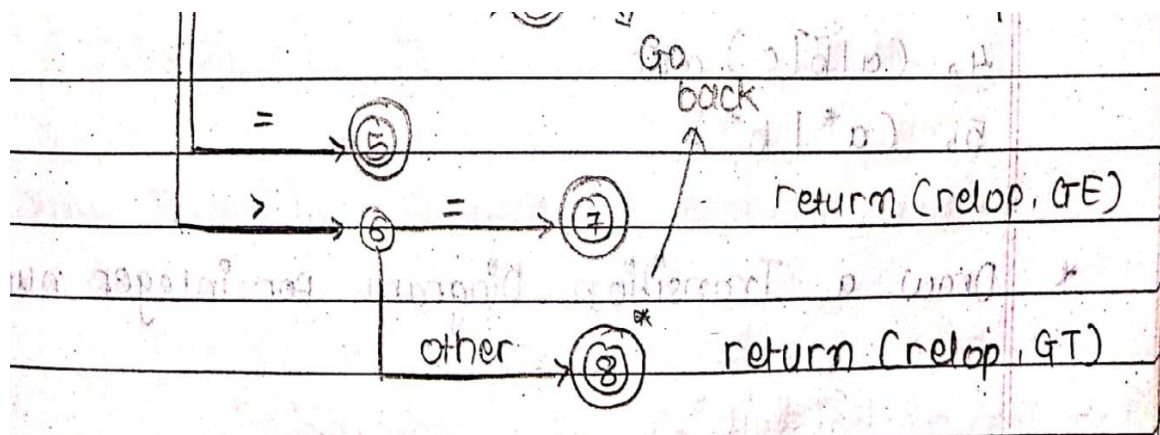 Go
back
=
5
> 6 = 7 return (relop, GE)
*
other 8 return (relop, GT)